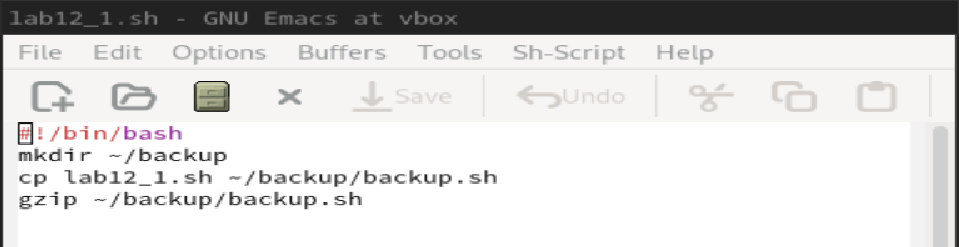 lab12_1.sh - GNU Emacs at vbox
File Edit Options Buffers Tools Sh-Script Help
Save Undo
#!/bin/bash
mkdir ~/backup
cp lab12_1.sh ~/backup/backup.sh
gzip ~/backup/backup.sh